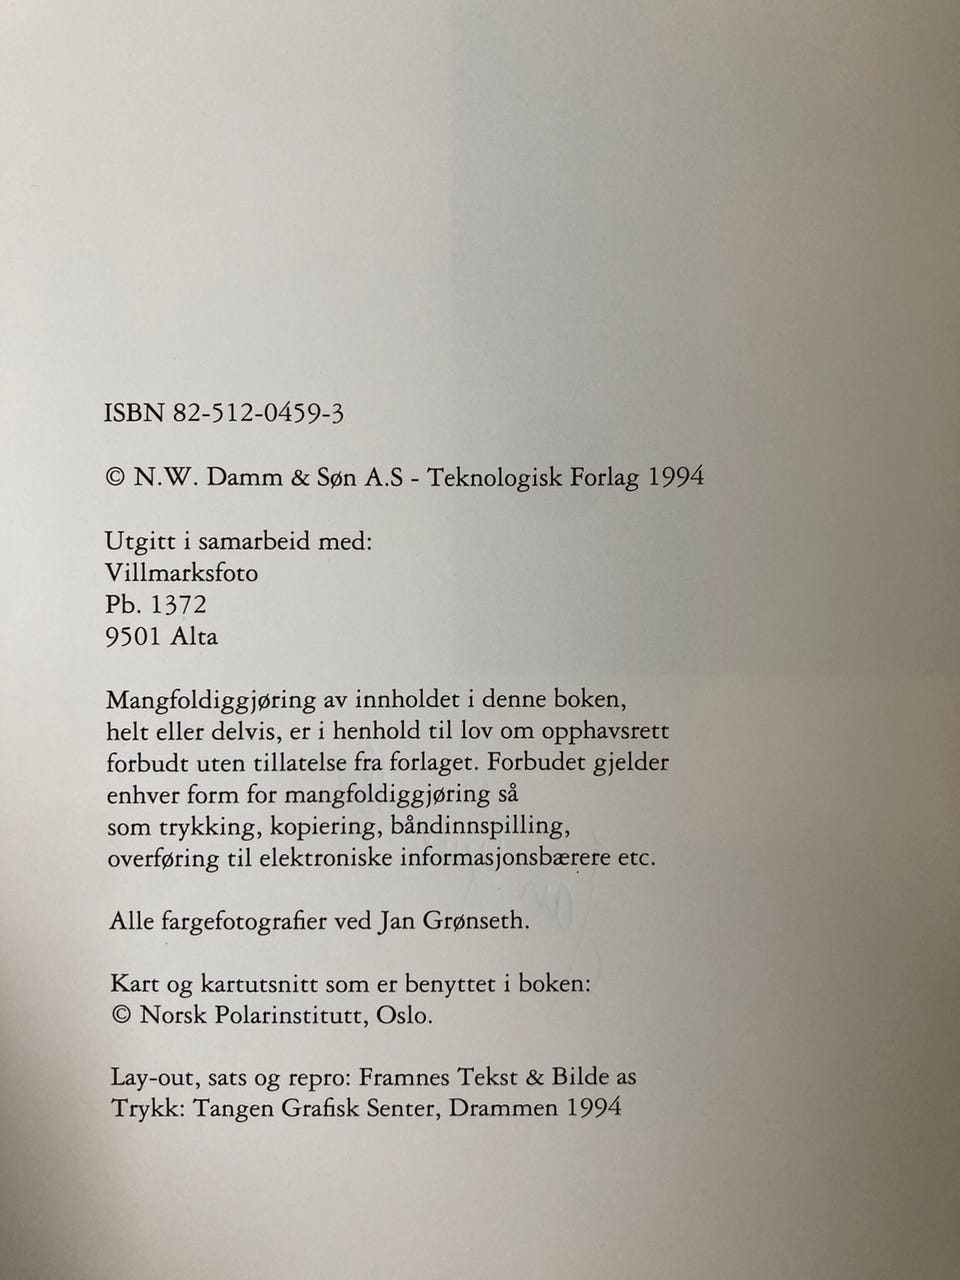 ISBN 82-512-0459-3
© N.W. Damm & Søn A.S - Teknologisk Forlag 1994
Utgitt i samarbeid med:
Villmarksfoto
Pb. 1372
9501 Alta
Mangfoldiggjøring av innholdet i denne boken,
helt eller delvis, er i henhold til lov om opphavsrett
forbudt uten tillatelse fra forlaget. Forbudet gjelder
enhver form for mangfoldiggjøring så
som trykking, kopiering, båndinnspilling,
overføring til elektroniske informasjonsbærere etc.
Alle fargefotografier ved Jan Grønseth.
Kart og kartutsnitt som er benyttet i boken:
© Norsk Polarinstitutt, Oslo.
Lay-out, sats og repro: Framnes Tekst & Bilde as
Trykk: Tangen Grafisk Senter, Drammen 1994